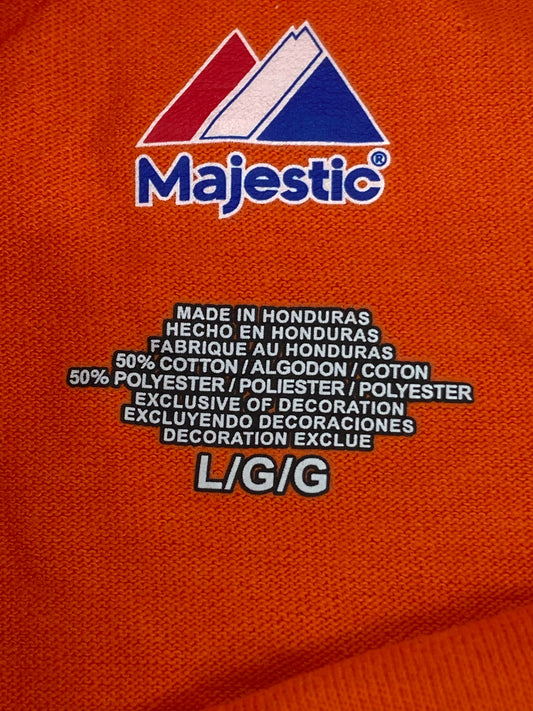 Majestic®
MADE IN HONDURAS
HECHO EN HONDURAS
FABRIQUE AU HONDURAS
50% COTTON / ALGODON / COTON
50% POLYESTER / POLIESTER / POLYESTER
EXCLUSIVE OF DECORATION
EXCLUYENDO DECORACIONES
DECORATION EXCLUE
L/G/G